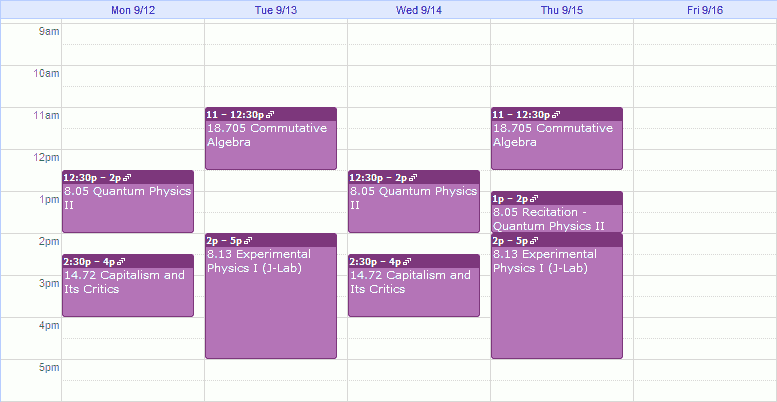 Mon 9/12 Tue 9/13 Wed 9/14 Thu 9/15 Fri 9/16
9am
10am
11am
12pm
1pm
2pm
3pm
4pm
5pm
12:30p – 2p
8.05 Quantum Physics
II
2:30p – 4p
14.72 Capitalism and
Its Critics
11 – 12:30p
18.705 Commutative
Algebra
2p – 5p
8.13 Experimental
Physics I (J-Lab)
12:30p – 2p
8.05 Quantum Physics
II
2:30p – 4p
14.72 Capitalism and
Its Critics
11 – 12:30p
18.705 Commutative
Algebra
1p – 2p
8.05 Recitation -
Quantum Physics II
2p – 5p
8.13 Experimental
Physics I (J-Lab)